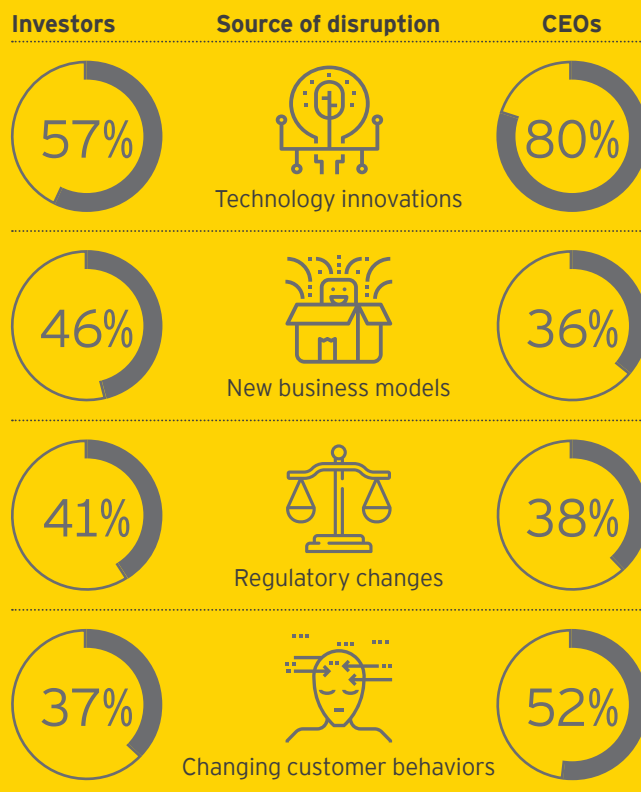 Investors Source of disruption CEOs
57% 80%
Technology innovations
46% 36%
New business models
41% 38%
Regulatory changes
37% 52%
Changing customer behaviors